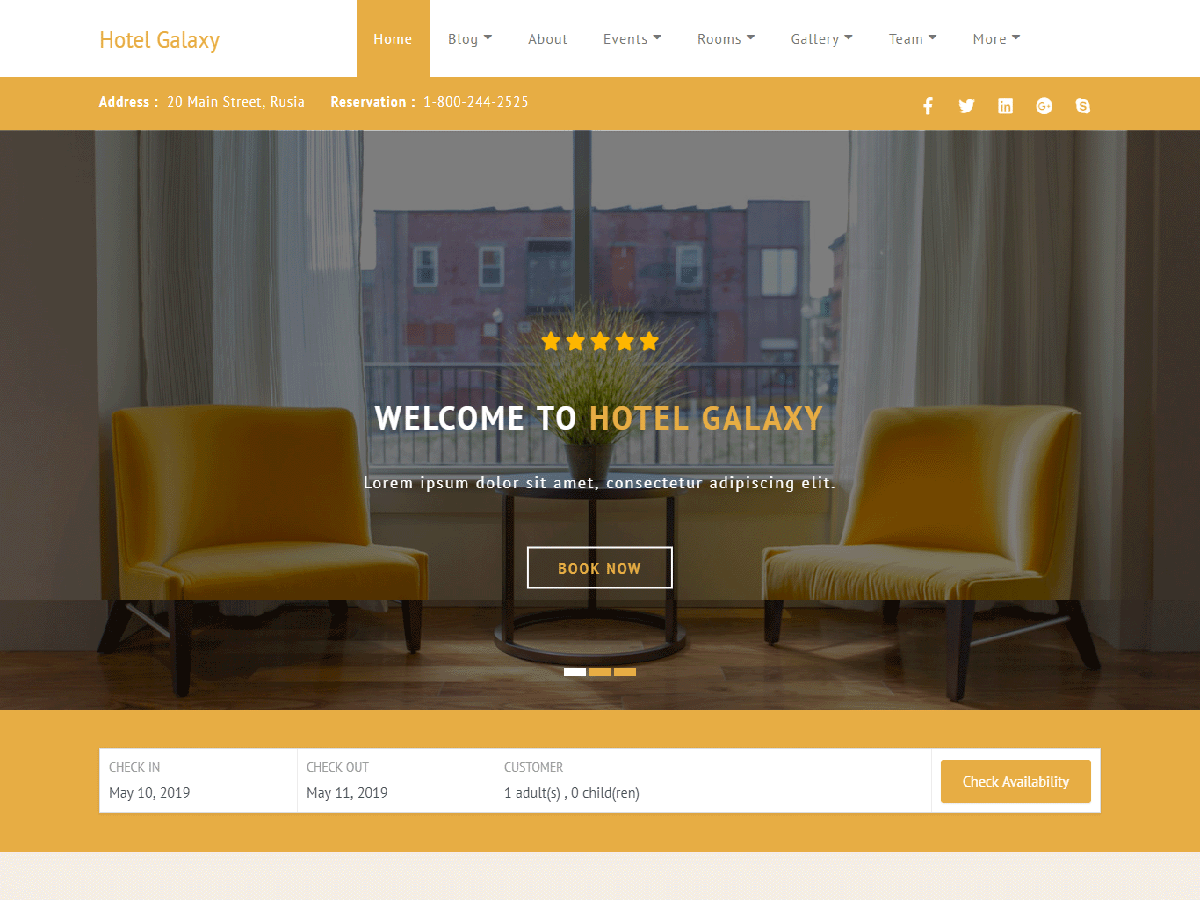 Hotel Galaxy
Home Blog About Events Rooms Gallery Team More
Address : 20 Main Street, Rusia Reservation : 1-800-244-2525
WELCOME TO HOTEL GALAXY
Lorem ipsum dolor sit amet, consectetur adipiscing elit.
BOOK NOW
CHECK IN CHECK OUT CUSTOMER
May 10, 2019 May 11, 2019 1 adult(s) , 0 child(ren)
Check Availability